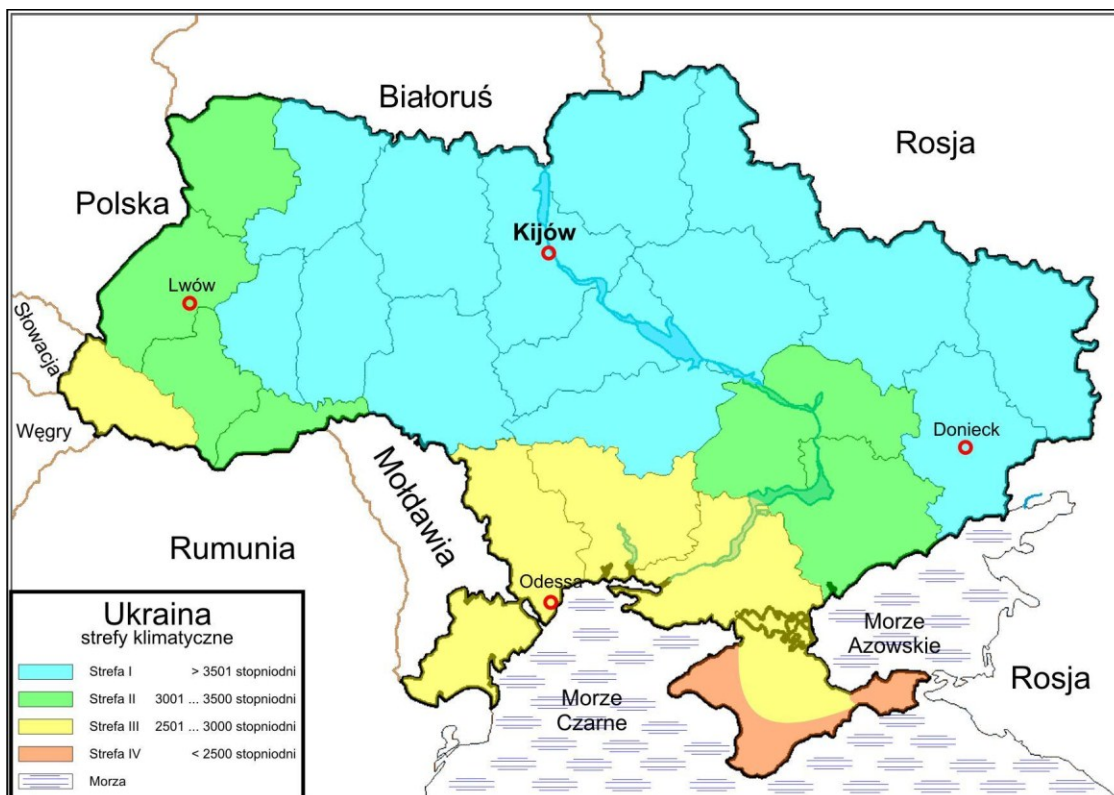 Białoruś
Rosja
Polska
Kijów
Lwów
Słowacja
Węgry
Donieck
Mołdawia
Rumunia
Odessa
Morze
Azowskie
Rosja
Morze
Czarne
Ukraina
strefy klimatyczne
Strefa I > 3501 stopniodni
Strefa II 3001 ... 3500 stopniodni
Strefa III 2501 ... 3000 stopniodni
Strefa IV < 2500 stopniodni
Morza